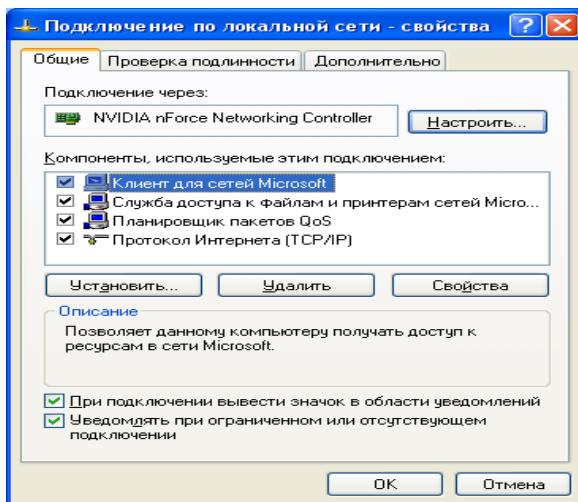 Подключение по локальной сети - свойства
Общие Проверка подлинности Дополнительно
Подключение через:
NVIDIA nForce Networking Controller Настроить...
Компоненты, используемые этим подключением:
Клиент для сетей Microsoft
Служба доступа к файлам и принтерам сетей Micro...
Планировщик пакетов QoS
Протокол Интернета (TCP/IP)
Установить... Удалить Свойства
Описание
Позволяет данному компьютеру получать доступ к
ресурсам в сети Microsoft.
При подключении вывести значок в области уведомлений
Уведомлять при ограниченном или отсутствующем
подключении
OK Отмена